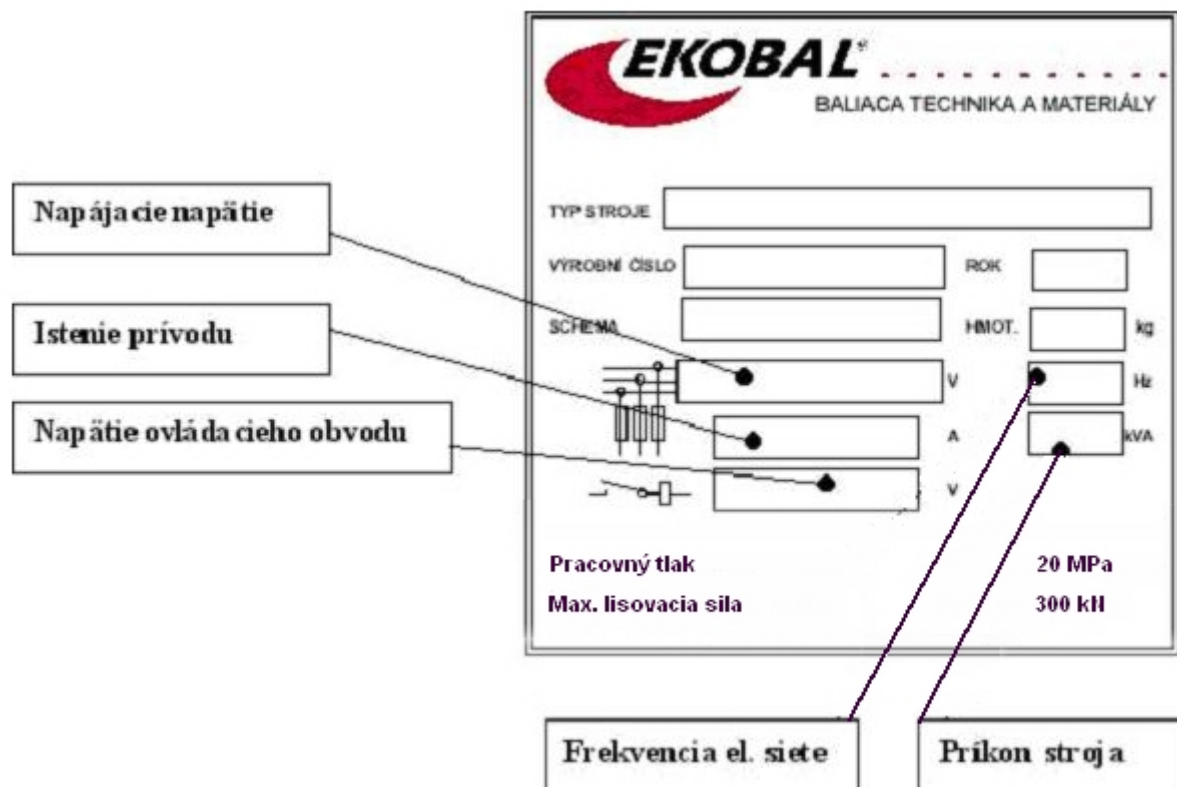 EKOBAL®
BALIACA TECHNIKA A MATERIÁLY
Napájacie napätie
TYP STROJE
VÝROBNÍ ČÍSLO ROK
Istenie prívodu
SCHEMA HMOT. kg
V Hz
Napätie ovládacieho obvodu
A kVA
V
Pracovný tlak 20 MPa
Max. lisovacia sila 300 kN
Frekvencia el. siete
Príkon stroja